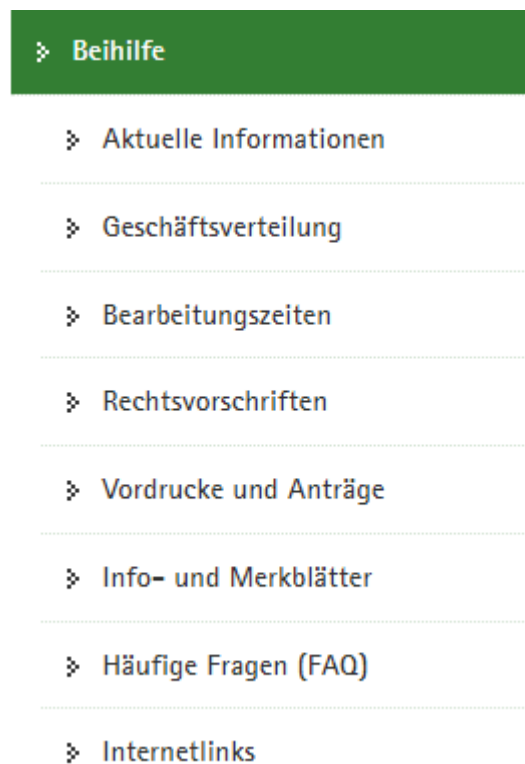 Beihilfe
Aktuelle Informationen
Geschäftsverteilung
Bearbeitungszeiten
Rechtsvorschriften
Vordrucke und Anträge
Info- und Merkblätter
Häufige Fragen (FAQ)
Internetlinks